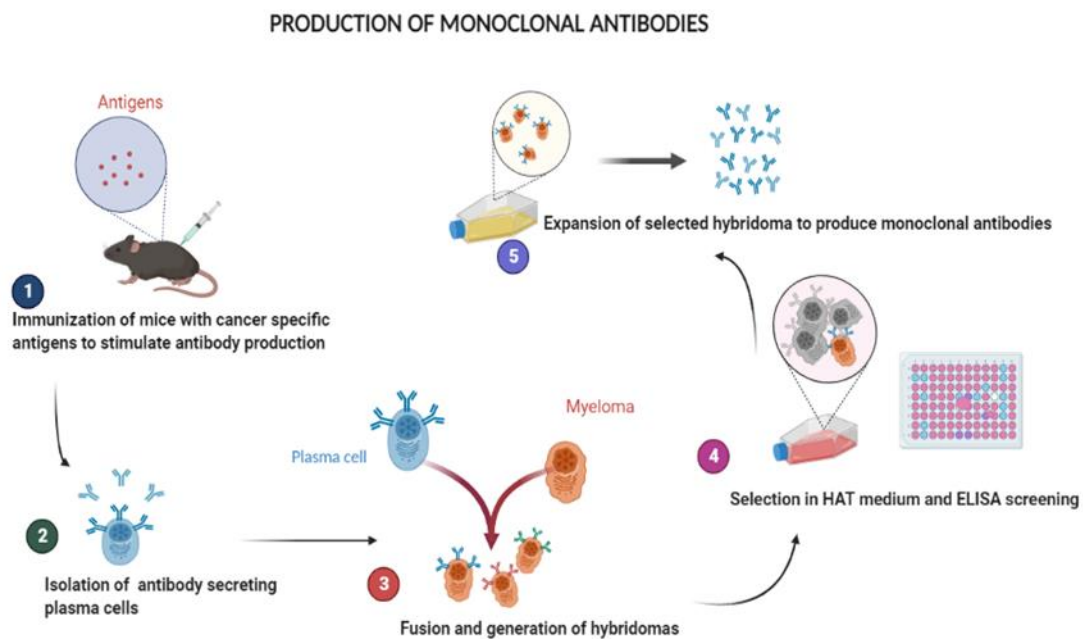 PRODUCTION OF MONOCLONAL ANTIBODIES
Antigens
1
Immunization of mice with cancer specific
antigens to stimulate antibody production
2
Isolation of antibody secreting
plasma cells
Plasma cell
Myeloma
3
Fusion and generation of hybridomas
4
Selection in HAT medium and ELISA screening
5
Expansion of selected hybridoma to produce monoclonal antibodies